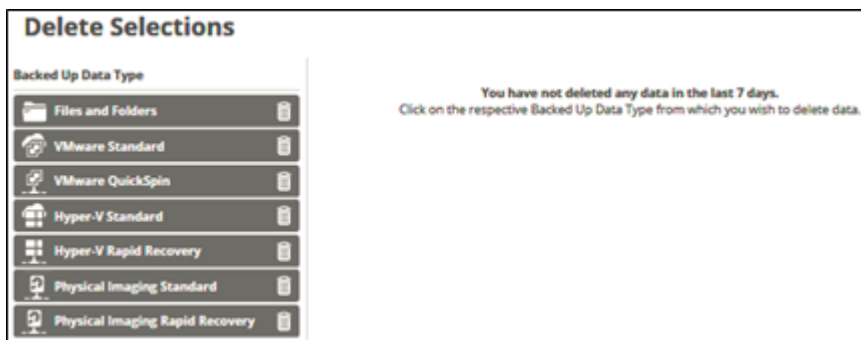 Delete Selections
Backed Up Data Type
Files and Folders
VMware Standard
VMware QuickSpin
Hyper-V Standard
Hyper-V Rapid Recovery
Physical Imaging Standard
Physical Imaging Rapid Recovery
You have not deleted any data in the last 7 days.
Click on the respective Backed Up Data Type from which you wish to delete data.